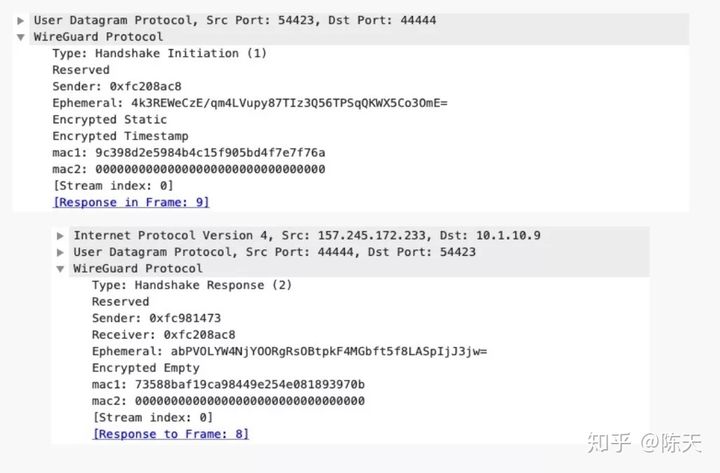 User Datagram Protocol, Src Port: 54423, Dst Port: 44444
WireGuard Protocol
Type: Handshake Initiation (1)
Reserved
Sender: 0xfc208ac8
Ephemeral: 4k3REWeCzE/qm4LVupy87TIz3Q56TPSqQKWX5Co3OmE=
Encrypted Static
Encrypted Timestamp
mac1: 9c398d2e5984b4c15f905bd4f7e7f76a
mac2: 00000000000000000000000000000000
[Stream index: 0]
[Response in Frame: 9]
Internet Protocol Version 4, Src: 157.245.172.233, Dst: 10.1.10.9
User Datagram Protocol, Src Port: 44444, Dst Port: 54423
WireGuard Protocol
Type: Handshake Response (2)
Reserved
Sender: 0xfc981473
Receiver: 0xfc208ac8
Ephemeral: abPVOLYW4NjYOORgRsOBtpkF4MGbft5f8LASpIjJ3jw=
Encrypted Empty
mac1: 73588baf19ca98449e254e081893970b
mac2: 00000000000000000000000000000000
[Stream index: 0]
[Response to Frame: 8]
知乎 @陈天